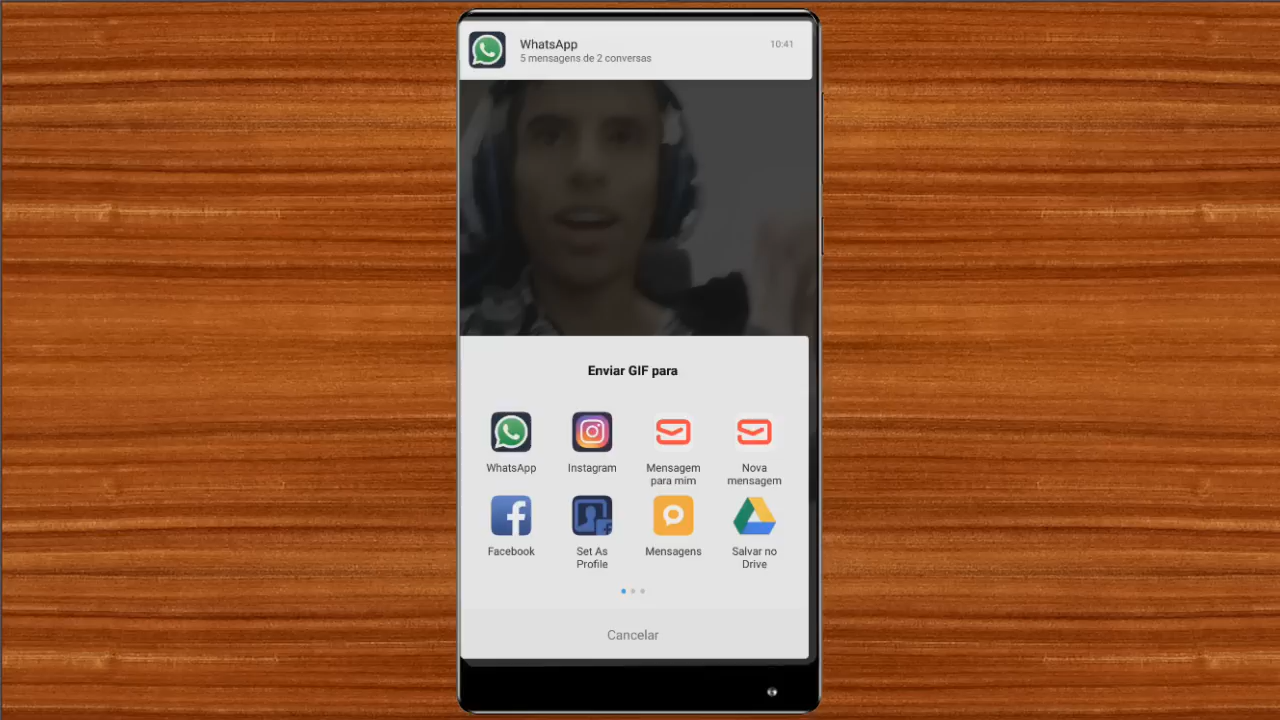 WhatsApp
10:41
5 mensagens de 2 conversas
Enviar GIF para
WhatsApp
Instagram
Mensagem
para mim
Nova
mensagem
Facebook
Set As
Profile
Mensagens
Salvar no
Drive
Cancelar